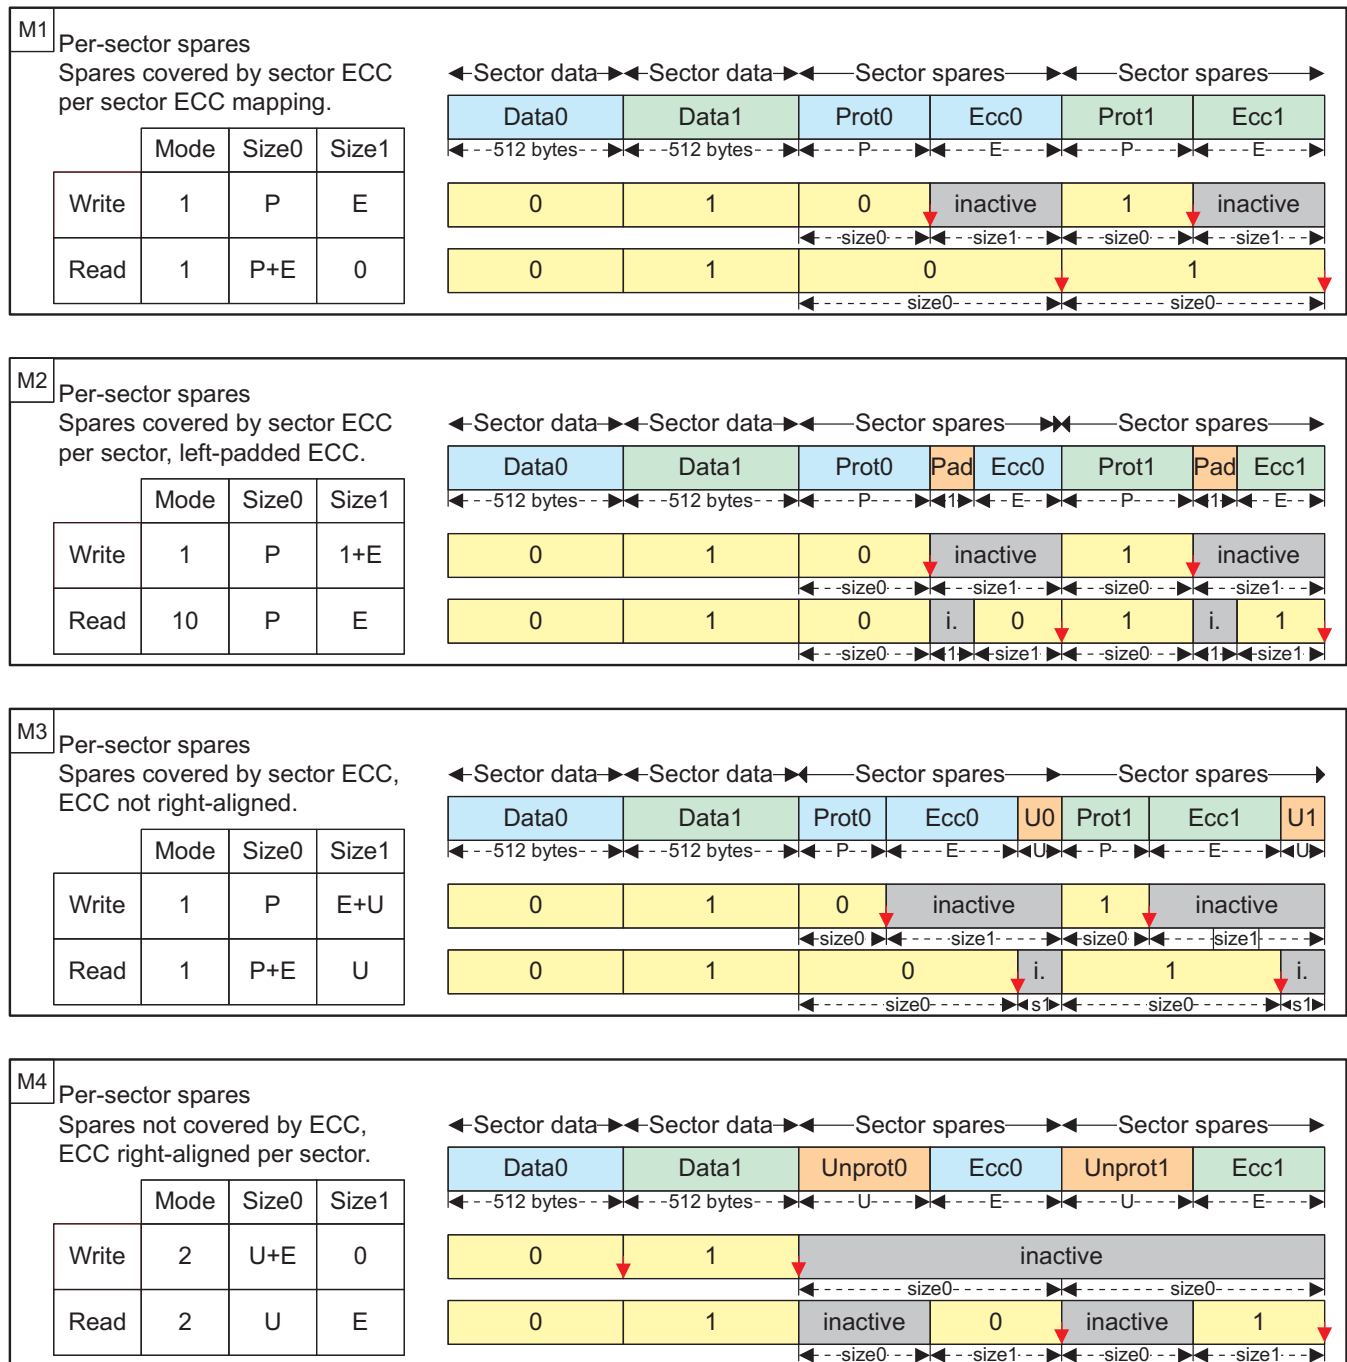 M1
Per-sector spares
Spares covered by sector ECC
per sector ECC mapping.
Sector data Sector data Sector spares Sector spares
Data0 Data1 Prot0 Ecc0 Prot1 Ecc1
512 bytes 512 bytes P E P E
Mode Size0 Size1
Write 1 P E
0 1 0 inactive 1 inactive
size0 size1 size0 size1
Read 1 P+E 0
0 1 0 1
size0 size0
M2
Per-sector spares
Spares covered by sector ECC
per sector, left-padded ECC.
Sector data Sector data Sector spares Sector spares
Data0 Data1 Prot0 Pad Ecc0 Prot1 Pad Ecc1
512 bytes 512 bytes P 1 E P 1 E
Mode Size0 Size1
Write 1 P 1+E
0 1 0 inactive 1 inactive
size0 size1 size0 size1
Read 10 P E
0 1 0 i. 0 1 i. 1
size0 1 size1 size0 1 size1
M3
Per-sector spares
Spares covered by sector ECC,
ECC not right-aligned.
Sector data Sector data Sector spares Sector spares
Data0 Data1 Prot0 Ecc0 U0 Prot1 Ecc1 U1
512 bytes 512 bytes P E U P E U
Mode Size0 Size1
Write 1 P E+U
0 1 0 inactive 1 inactive
size0 size1 size0 size1
Read 1 P+E U
0 1 0 i. 1 i.
size0 s1 size0 s1
M4
Per-sector spares
Spares not covered by ECC,
ECC right-aligned per sector.
Sector data Sector data Sector spares Sector spares
Data0 Data1 Unprot0 Ecc0 Unprot1 Ecc1
512 bytes 512 bytes U E U E
Mode Size0 Size1
Write 2 U+E 0
0 1 inactive
size0 size0
Read 2 U E
0 1 inactive 0 inactive 1
size0 size1 size0 size1